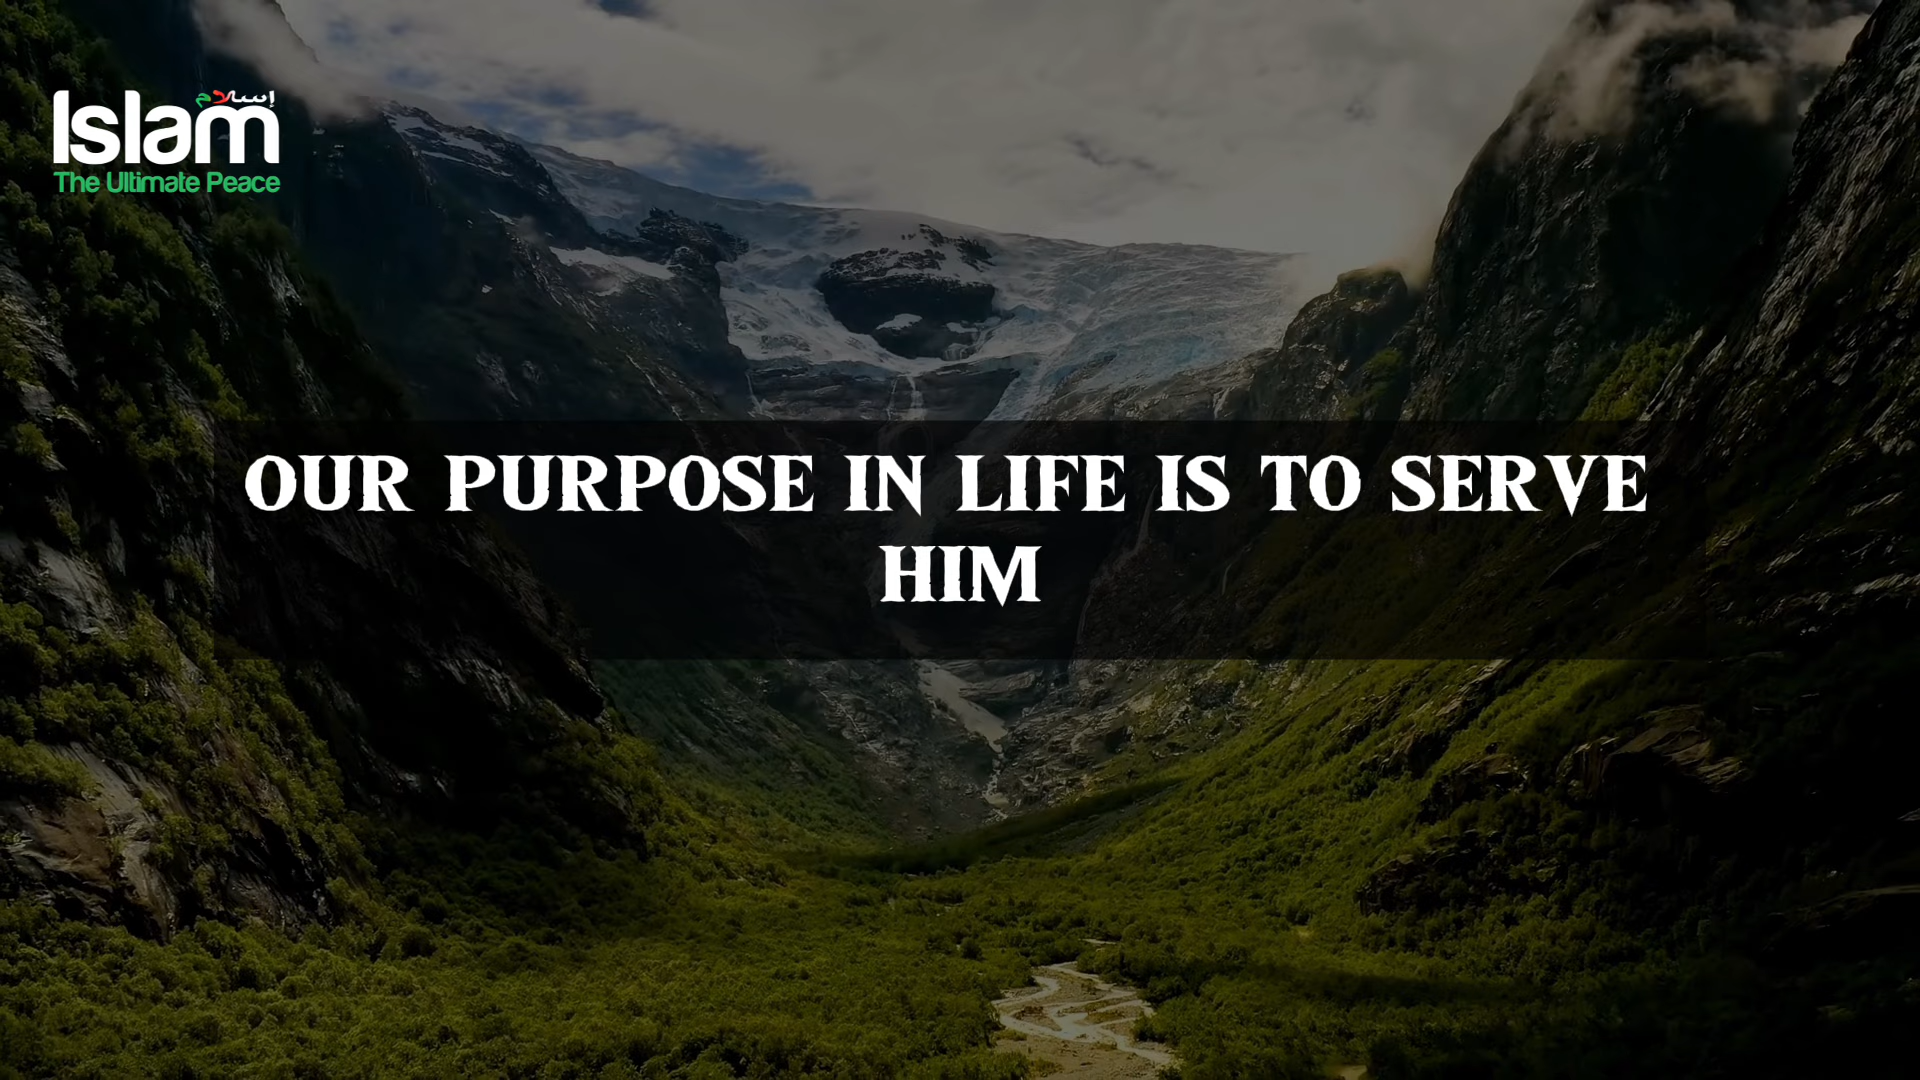 إسلام
Islam
The Ultimate Peace
OUR PURPOSE IN LIFE IS TO SERVE
HIM